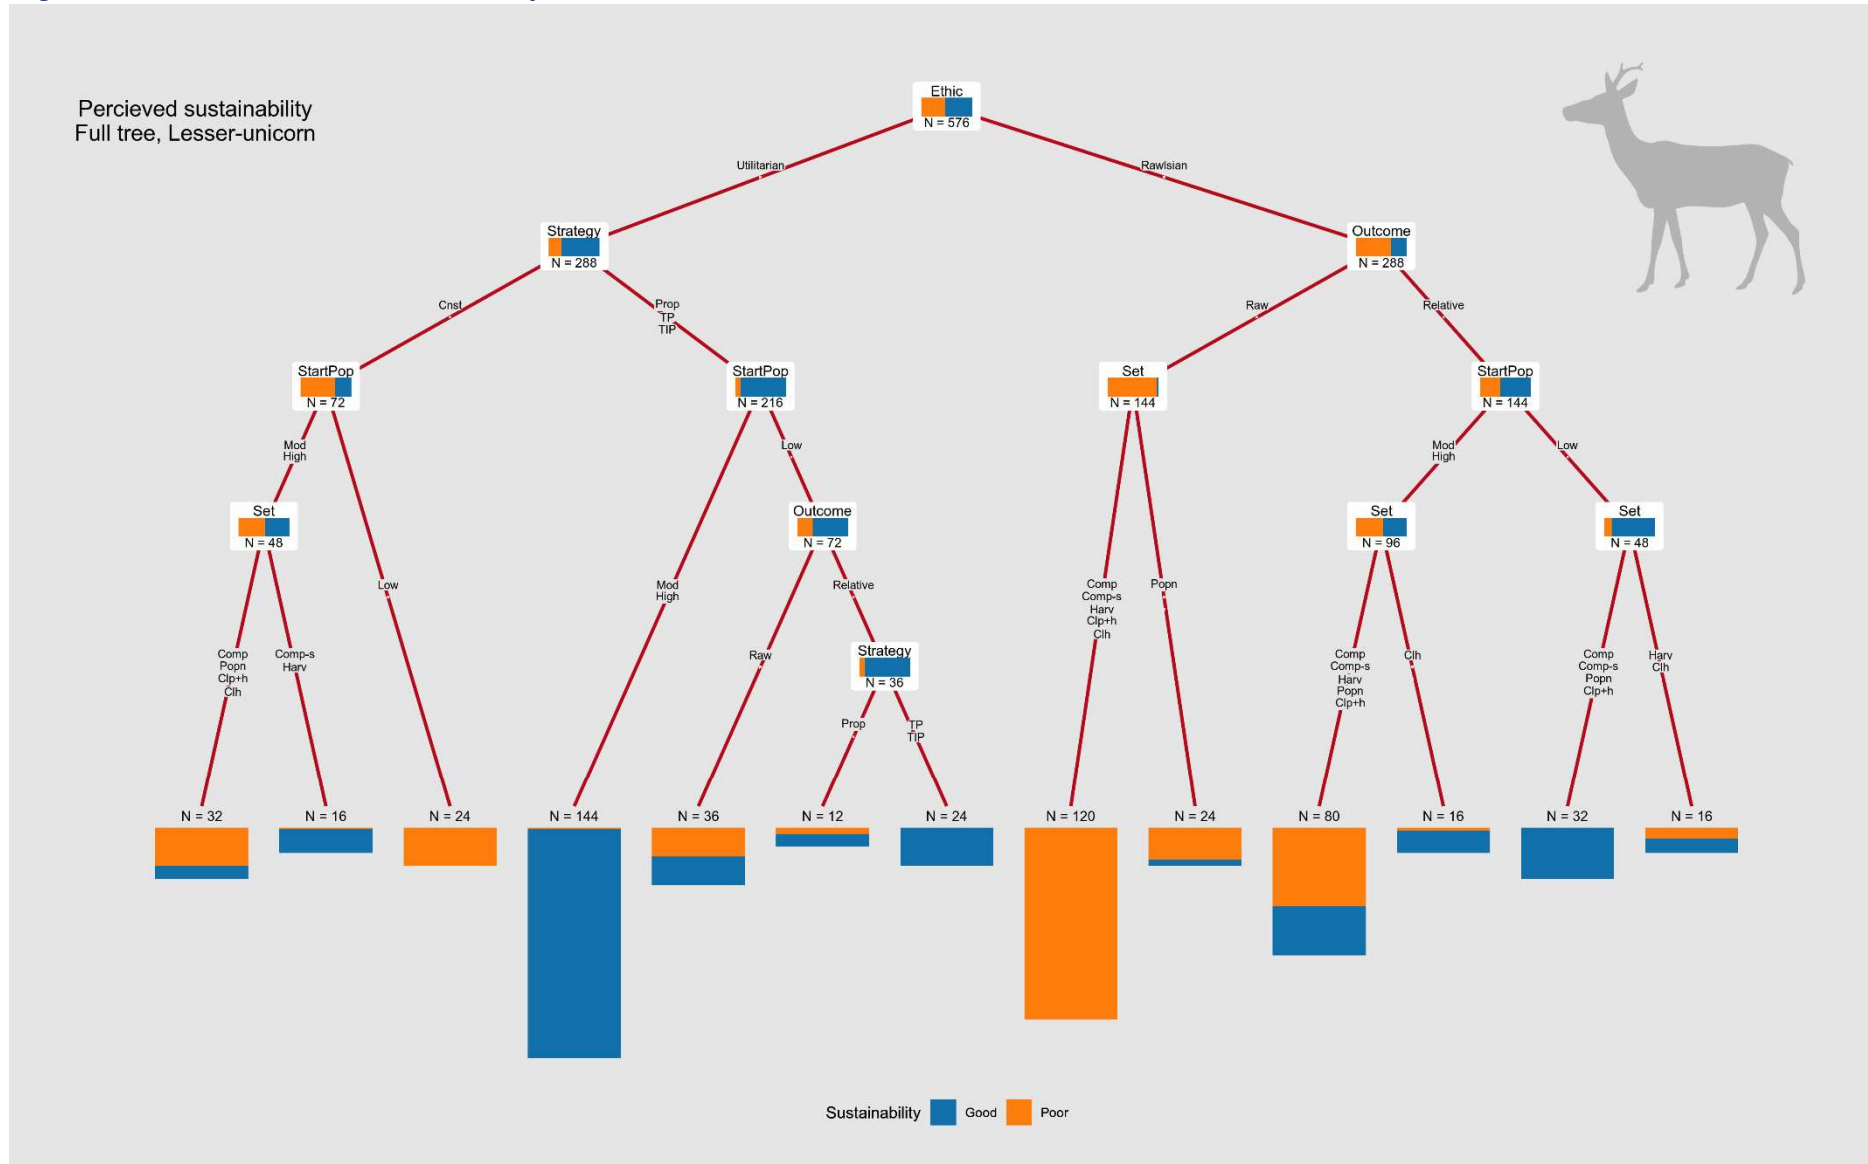 Percieved sustainability
Full tree, Lesser-unicorn
Ethic
N = 576
Utilitarian
Rawlsian
Strategy
N = 288
Outcome
N = 288
Cnst
Prop
TP
TIP
Raw
Relative
StartPop
N = 72
StartPop
N = 216
Set
N = 144
StartPop
N = 144
Mod
High
Low
Mod
High
Low
Set
N = 48
Outcome
N = 72
Set
N = 96
Set
N = 48
Low
Mod
High
Relative
Comp
Comp-s
Harv
Clp+h
Clh
Popn
Comp
Popn
Clp+h
Clh
Comp-s
Harv
Raw
Strategy
N = 36
Comp
Comp-s
Harv
Popn
Clp+h
Clh
Comp
Comp-s
Popn
Clp+h
Harv
Clh
Prop
TP
TIP
N = 32
N = 16
N = 24
N = 144
N = 36
N = 12
N = 24
N = 120
N = 24
N = 80
N = 16
N = 32
N = 16
Sustainability
Good
Poor